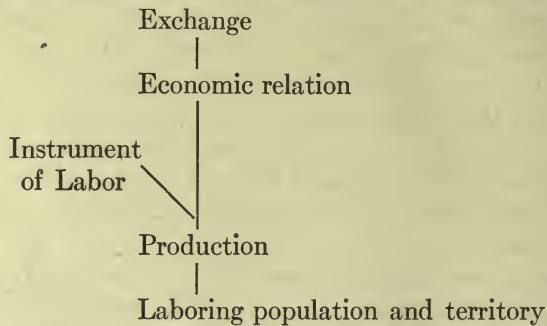 Exchange
Economic relation
Instrument
of Labor
Production
Laboring population and territory